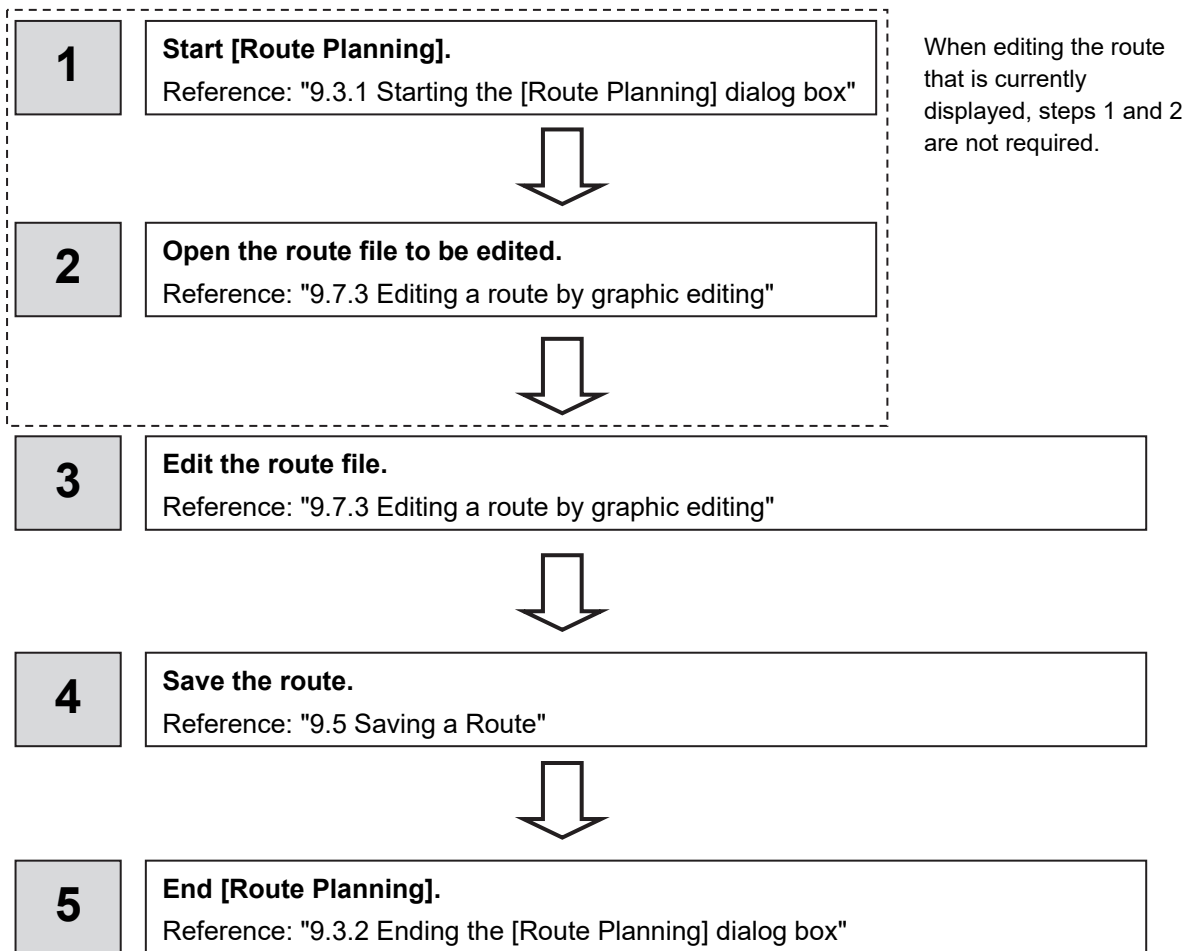 1
Start [Route Planning].
Reference: "9.3.1 Starting the [Route Planning] dialog box"
When editing the route
that is currently
displayed, steps 1 and 2
are not required.
2
Open the route file to be edited.
Reference: "9.7.3 Editing a route by graphic editing"
3
Edit the route file.
Reference: "9.7.3 Editing a route by graphic editing"
4
Save the route.
Reference: "9.5 Saving a Route"
5
End [Route Planning].
Reference: "9.3.2 Ending the [Route Planning] dialog box"